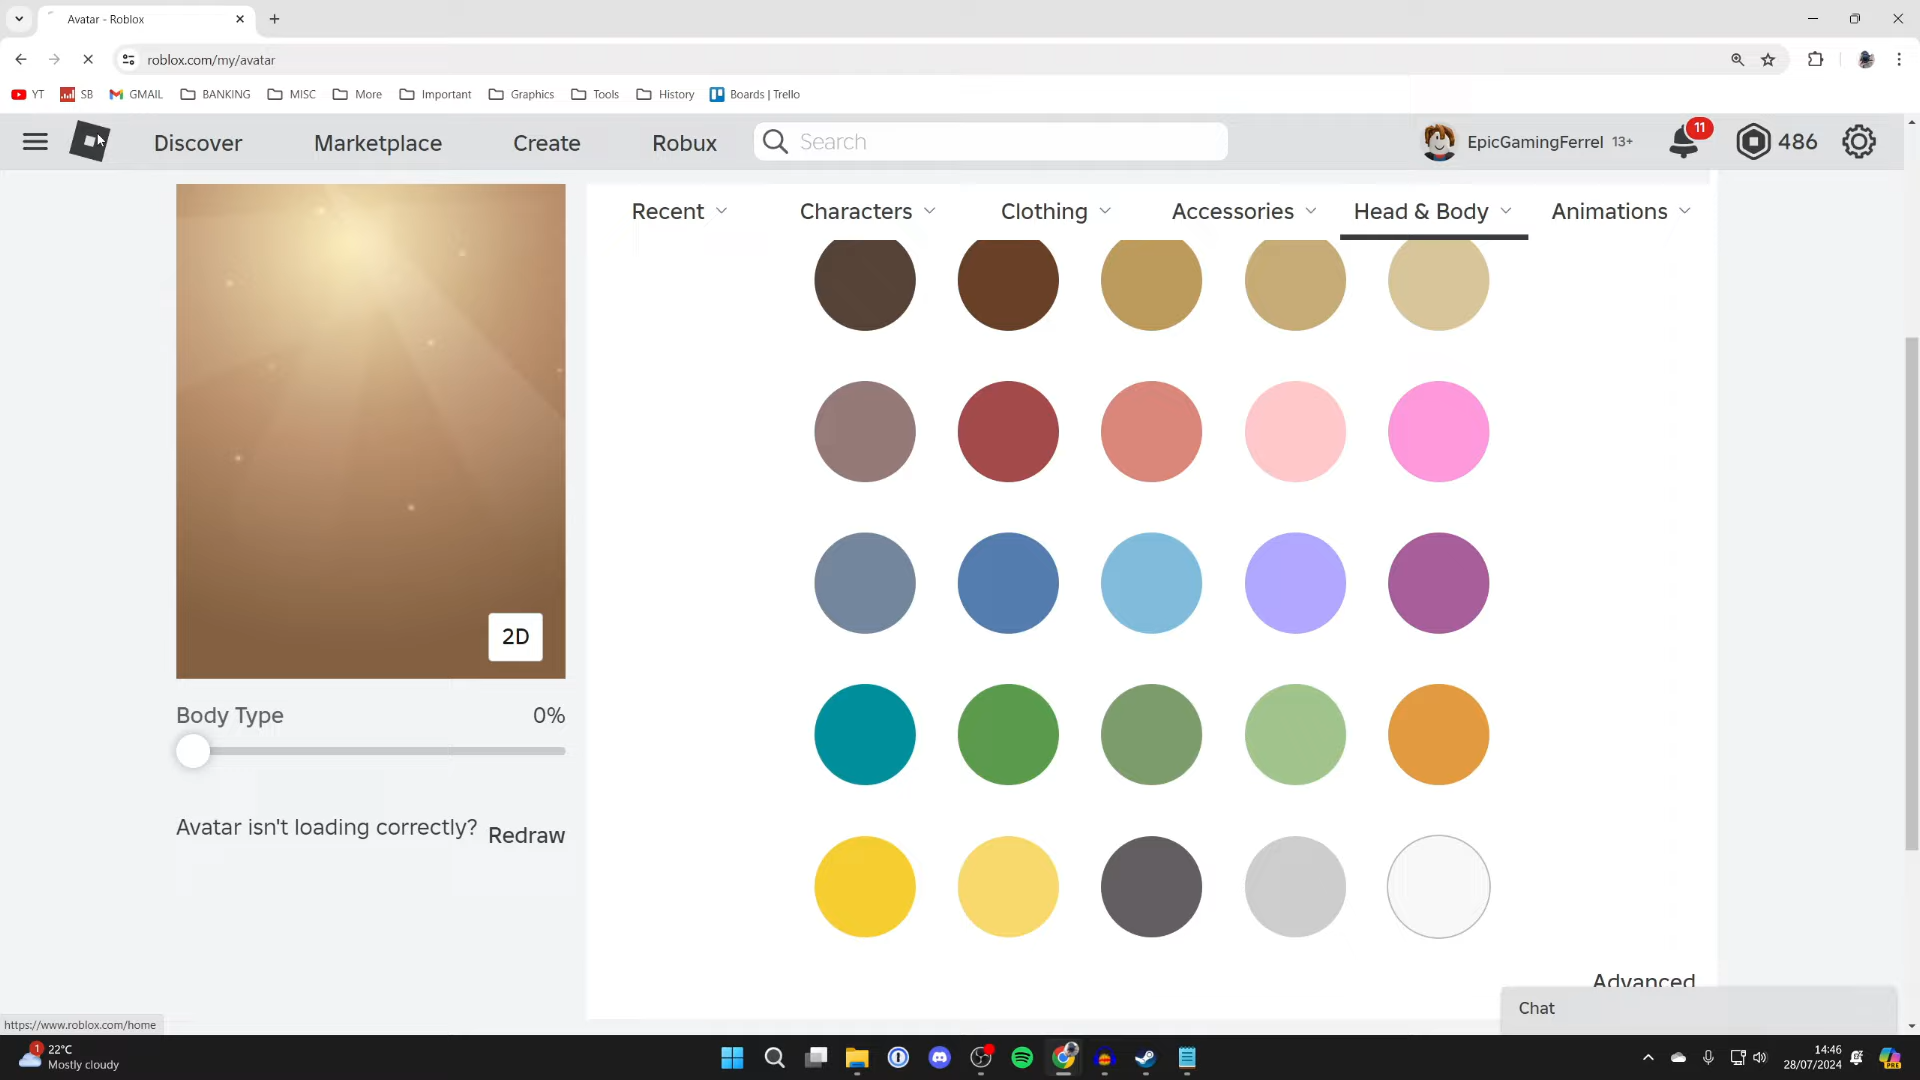 Avatar - Roblox
roblox.com/my/avatar
YT SB GMAIL BANKING MISC More Important Graphics Tools History Boards | Trello
Discover Marketplace Create Robux Search EpicGamingFerrel 13+ 11 486
Recent Characters Clothing Accessories Head & Body Animations
2D
Body Type 0%
Avatar isn't loading correctly? Redraw
Advanced
Chat
https://www.roblox.com/home
1 22°C
Mostly cloudy
14:46
28/07/2024
PRE